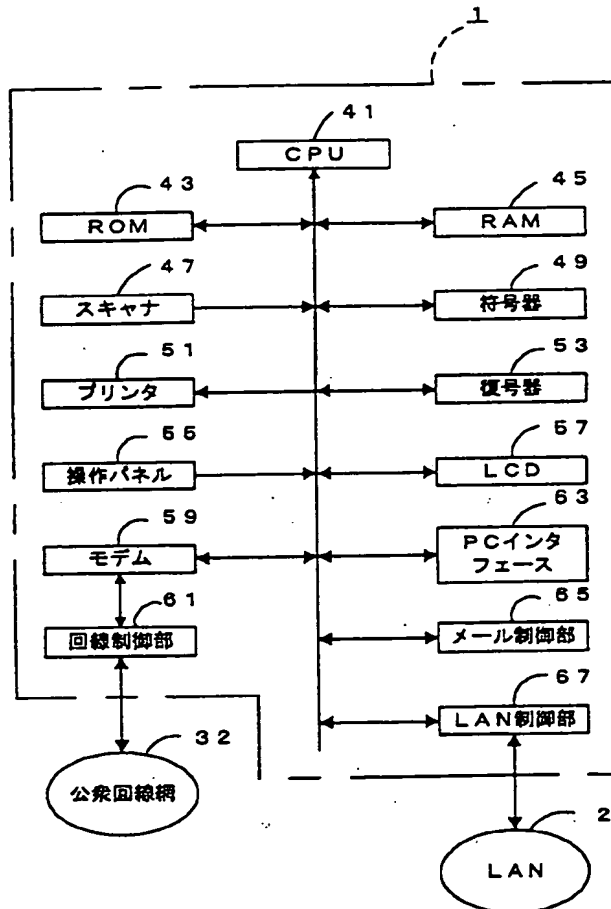 1
41
CPU
43
ROM
45
RAM
47
スキャナ
49
符号器
51
プリンタ
53
復号器
55
操作パネル
57
LCD
59
モデム
63
PCインタ
フェース
61
回線制御部
65
メール制御部
67
LAN制御部
32
公衆回線網
2
LAN